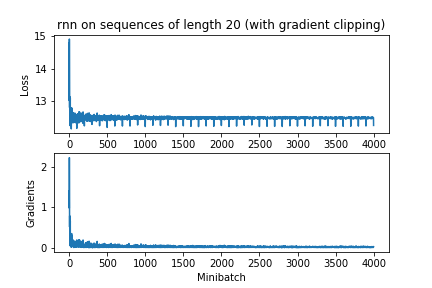 rnn on sequences of length 20 (with gradient clipping)
15
14
13
Loss
0 500 1000 1500 2000 2500 3000 3500 4000
2
1
0
Gradients
0 500 1000 1500 2000 2500 3000 3500 4000
Minibatch